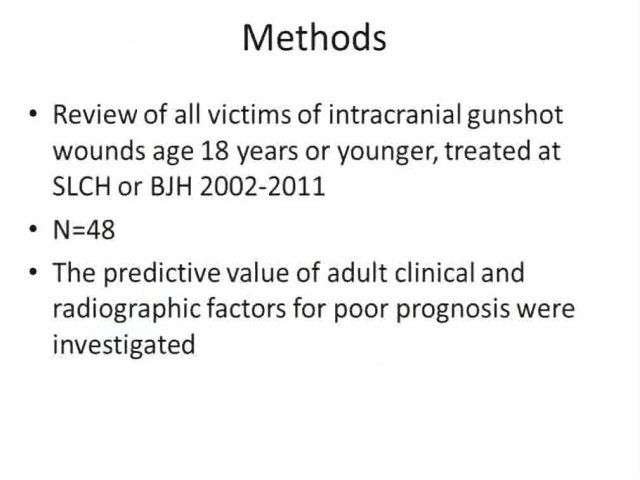 Methods
• Review of all victims of intracranial gunshot
wounds age 18 years or younger, treated at
SLCH or BJH 2002-2011
• N=48
• The predictive value of adult clinical and
radiographic factors for poor prognosis were
investigated